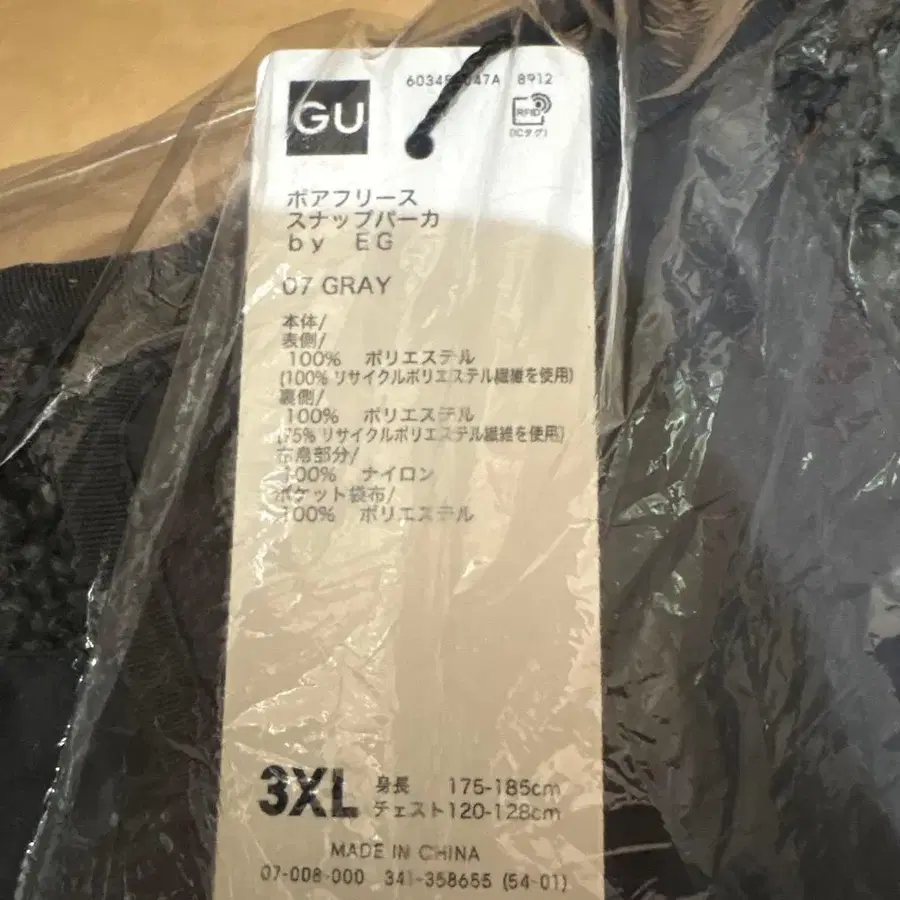 GU
8912
RFID
(ICタグ)
ボアフリース
スナップパーカ
by EG
07 GRAY
本体/
表側/
100% ポリエステル
(100% リサイクルポリエステル繊維を使用)
裏側/
100% ポリエステル
(75% リサイクルポリエステル繊維を使用)
布帛部分/
100% ナイロン
ポケット袋布/
100% ポリエステル
3XL
身長 175-185cm
チェスト 120-128cm
MADE IN CHINA
07-008-000 341-358655 (54-01)